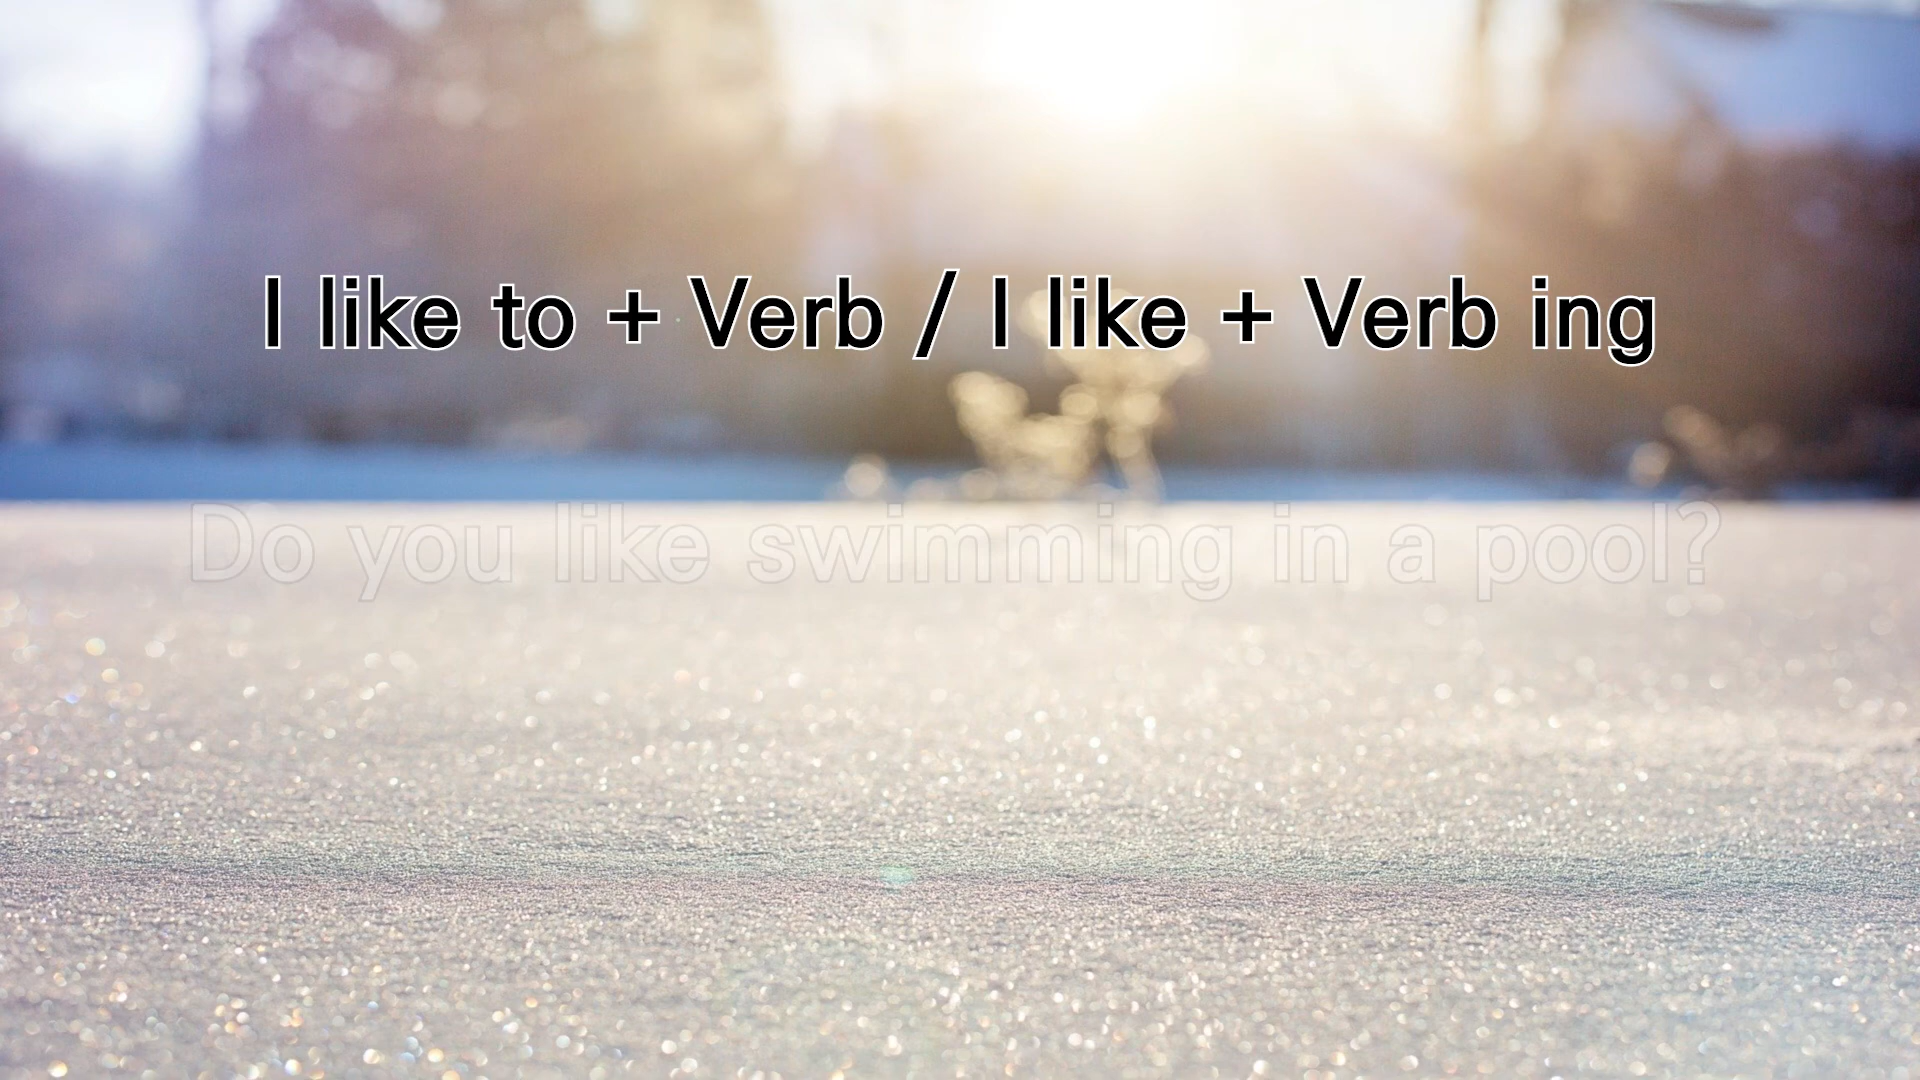 I like to + Verb / I like + Verb ing
Do you like swimming in a pool?